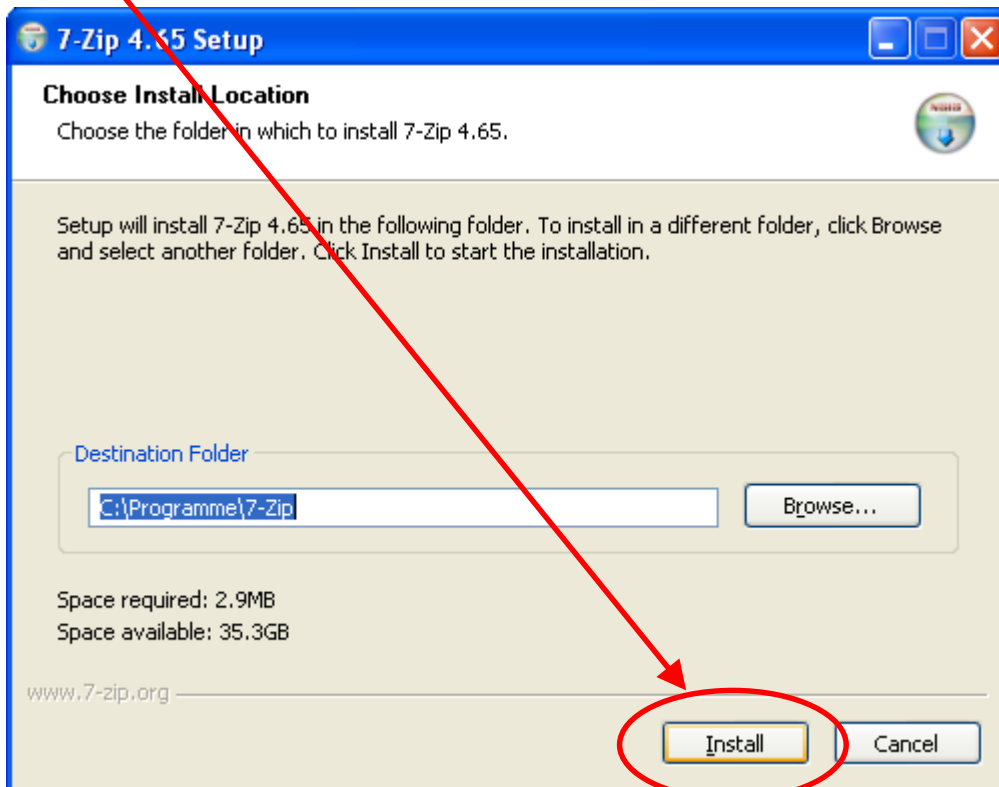 7-Zip 4.65 Setup
Choose Install Location
Choose the folder in which to install 7-Zip 4.65.
Setup will install 7-Zip 4.65 in the following folder. To install in a different folder, click Browse
and select another folder. Click Install to start the installation.
Destination Folder
C:\Programme\7-Zip
Browse...
Space required: 2.9MB
Space available: 35.3GB
www.7-zip.org
Install
Cancel